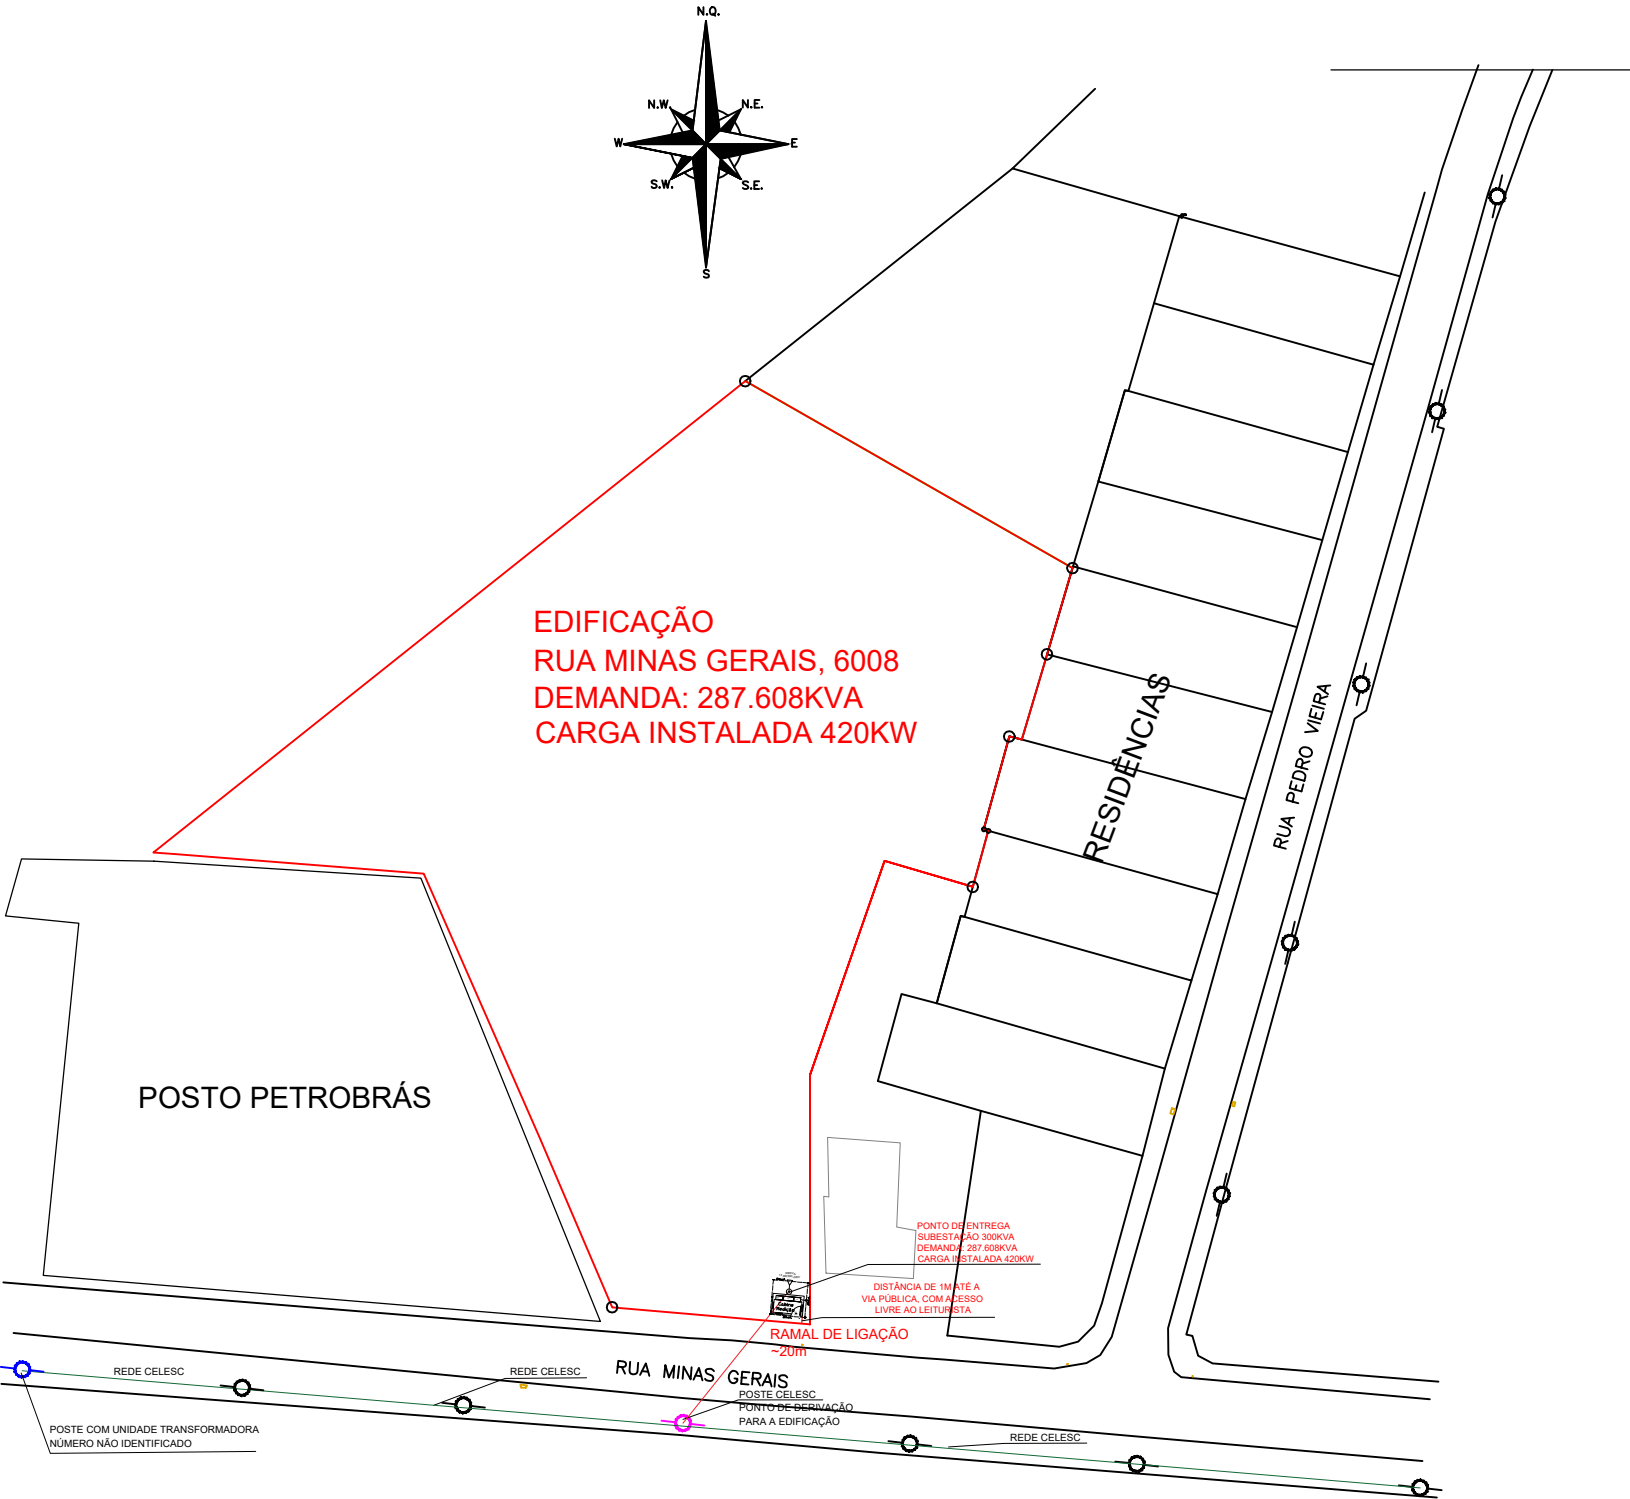 N.Q.
N.W.
N.E.
W
E
S.W.
S.E.
S
EDIFICAÇÃO
RUA MINAS GERAIS, 6008
DEMANDA: 287.608KVA
CARGA INSTALADA 420KW
RESIDÊNCIAS
RUA PEDRO VIEIRA
POSTO PETROBRÁS
PONTO DE ENTREGA
SUBESTAÇÃO 300KVA
DEMANDA: 287.608KVA
CARGA INSTALADA 420KW
DISTÂNCIA DE 1M ATÉ A
VIA PÚBLICA, COM ACESSO
LIVRE AO LEITURISTA
RAMAL DE LIGAÇÃO
~20m
REDE CELESC
REDE CELESC
RUA MINAS GERAIS
POSTE CELESC
PONTO DE DERIVAÇÃO
PARA A EDIFICAÇÃO
POSTE COM UNIDADE TRANSFORMADORA
NÚMERO NÃO IDENTIFICADO
REDE CELESC